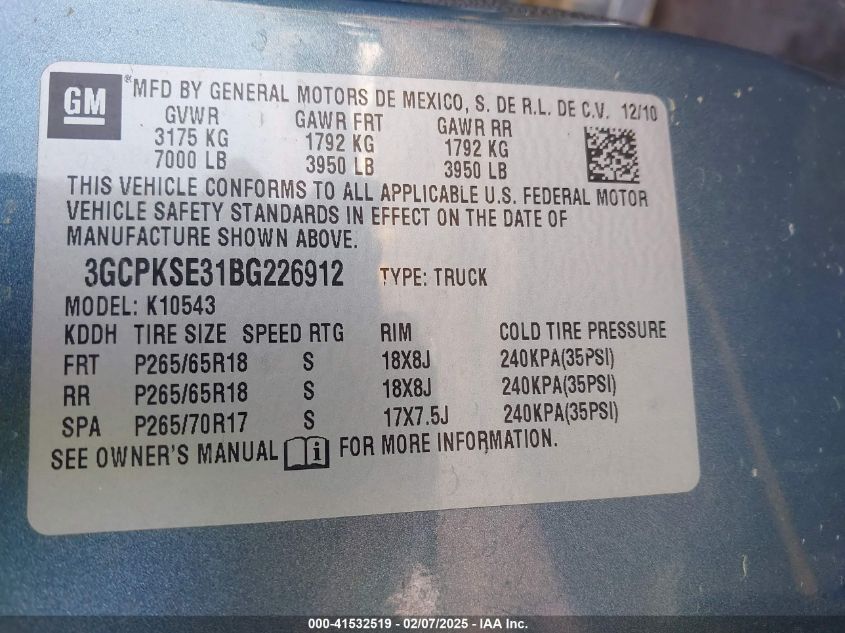 GM ® MFD BY GENERAL MOTORS DE MEXICO, S. DE R.L. DE C.V. 12/10
GVWR GAWR FRT GAWR RR
3175 KG 1792 KG 1792 KG
7000 LB 3950 LB 3950 LB
THIS VEHICLE CONFORMS TO ALL APPLICABLE U.S. FEDERAL MOTOR
VEHICLE SAFETY STANDARDS IN EFFECT ON THE DATE OF
MANUFACTURE SHOWN ABOVE.
3GCPKSE31BG226912 TYPE: TRUCK
MODEL: K10543
KDDH TIRE SIZE SPEED RTG RIM COLD TIRE PRESSURE
FRT P265/65R18 S 18X8J 240KPA(35PSI)
RR P265/65R18 S 18X8J 240KPA(35PSI)
SPA P265/70R17 S 17X7.5J 240KPA(35PSI)
SEE OWNER'S MANUAL i FOR MORE INFORMATION.
000-41532519 - 02/07/2025 - IAA Inc.